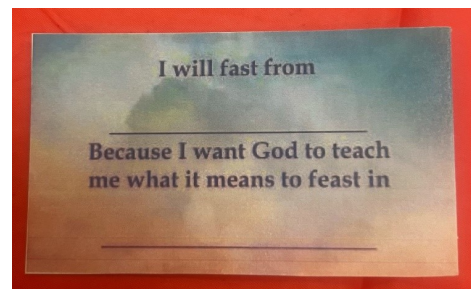 I will fast from
Because I want God to teach
me what it means to feast in